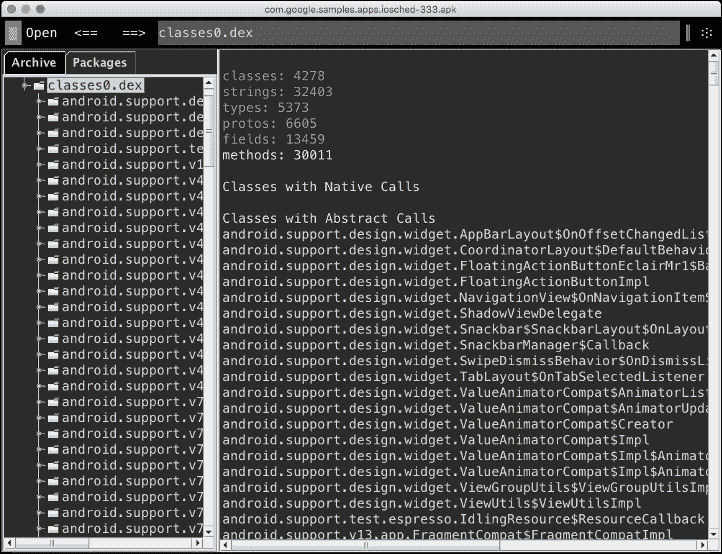 com.google.samples.apps.iosched-333.apk
Open <== ==> classes0.dex
Archive Packages
classes0.dex
android.support.de
android.support.de
android.support.de
android.support.te
android.support.v1
android.support.v4
android.support.v4
android.support.v4
android.support.v4
android.support.v4
android.support.v4
android.support.v4
android.support.v4
android.support.v4
android.support.v4
android.support.v4
android.support.v4
android.support.v4
android.support.v4
android.support.v7
android.support.v7
android.support.v7
android.support.v7
android.support.v7
android.support.v7
android.support.v7
android.support.v7
android.support.v7
classes: 4278
strings: 32403
types: 5373
protos: 6605
fields: 13459
methods: 30011
Classes with Native Calls
Classes with Abstract Calls
android.support.design.widget.AppBarLayout$OnOffsetChangedList
android.support.design.widget.CoordinatorLayout$DefaultBehavio
android.support.design.widget.FloatingActionButtonEclairMr1$Ba
android.support.design.widget.FloatingActionButtonImpl
android.support.design.widget.NavigationView$OnNavigationItemS
android.support.design.widget.ShadowViewDelegate
android.support.design.widget.Snackbar$SnackbarLayout$OnLayout
android.support.design.widget.SnackbarManager$Callback
android.support.design.widget.SwipeDismissBehavior$OnDismissLi
android.support.design.widget.TabLayout$OnTabSelectedListener
android.support.design.widget.ValueAnimatorCompat$AnimatorList
android.support.design.widget.ValueAnimatorCompat$AnimatorUpda
android.support.design.widget.ValueAnimatorCompat$Creator
android.support.design.widget.ValueAnimatorCompat$Impl
android.support.design.widget.ValueAnimatorCompat$Impl$Animato
android.support.design.widget.ValueAnimatorCompat$Impl$Animato
android.support.design.widget.ViewGroupUtils$ViewGroupUtilsImp
android.support.design.widget.ViewUtils$ViewUtilsImpl
android.support.test.espresso.IdlingResource$ResourceCallback
android.support.v13.app.FragmentCompat$FragmentCompatImpl